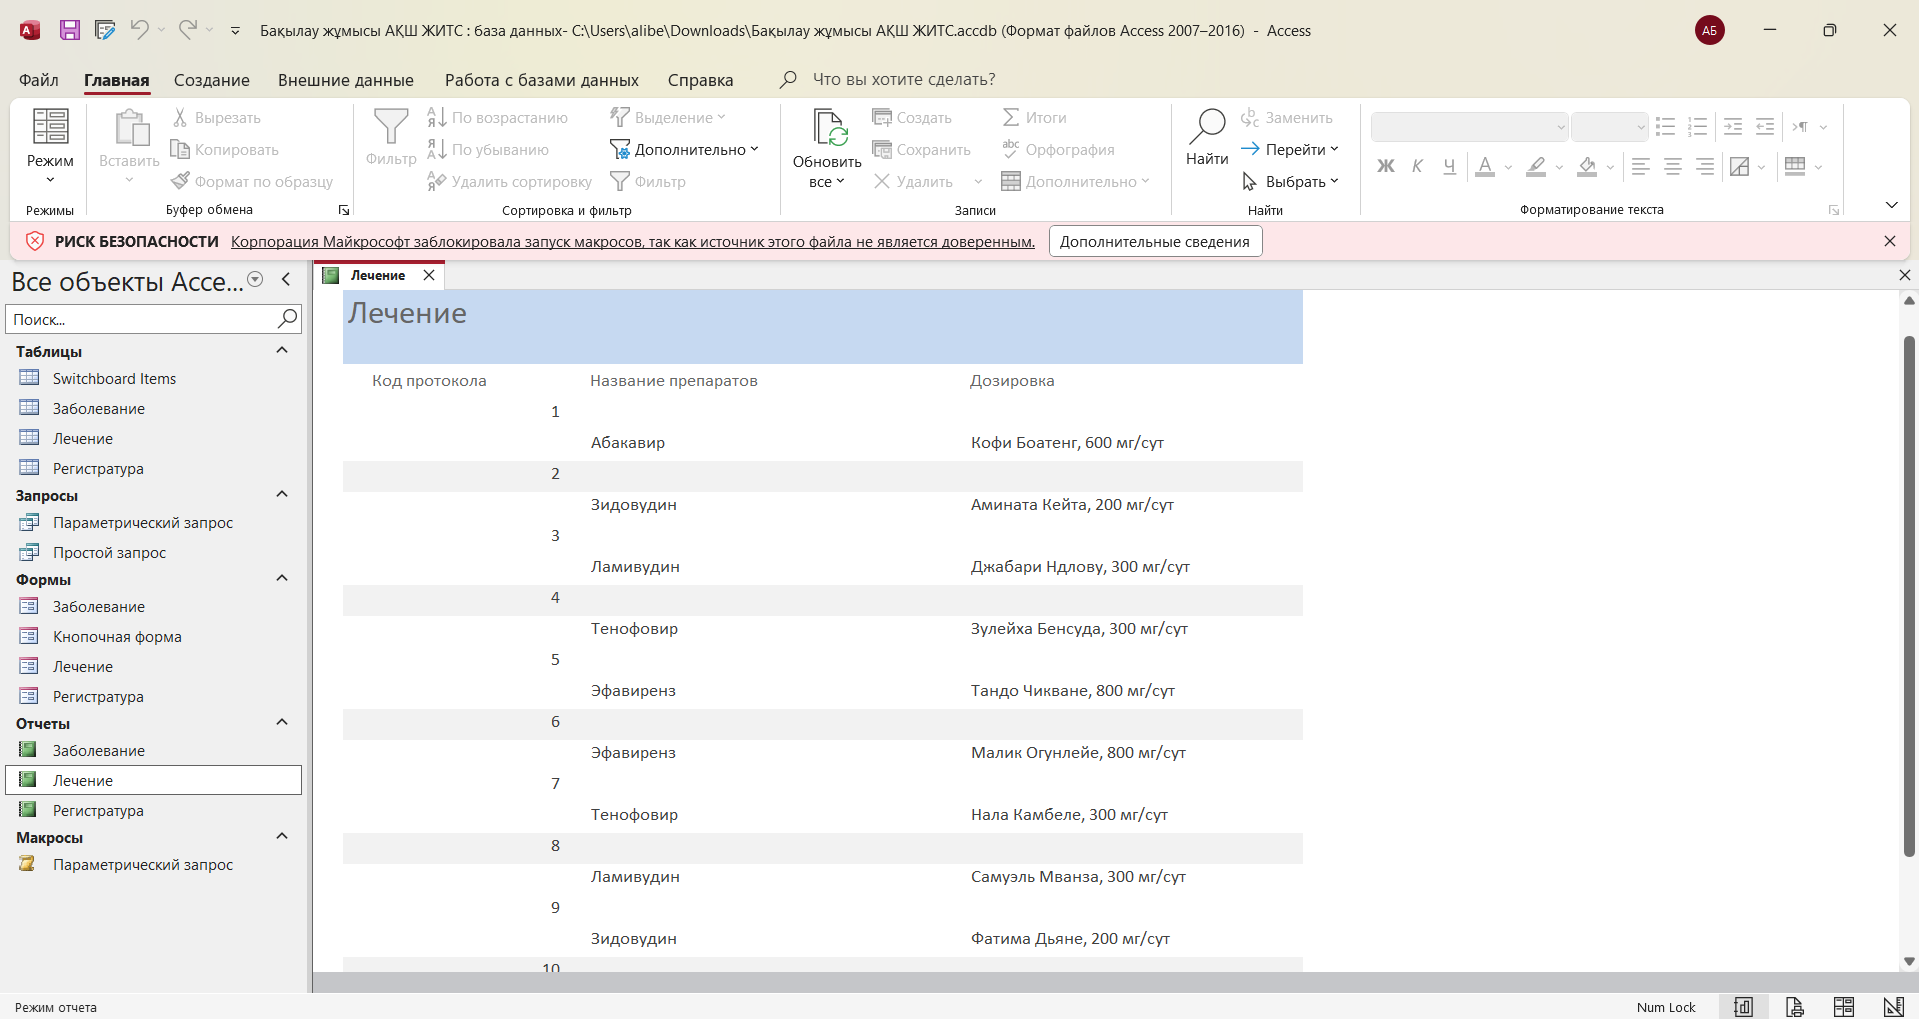 Бақылау жұмысы АҚШ ЖИТС : база данных- C:\Users\alibe\Downloads\Бақылау жұмысы АҚШ ЖИТС.accdb (Формат файлов Access 2007–2016) - Access
АБ
Файл Главная Создание Внешние данные Работа с базами данных Справка Что вы хотите сделать?
Режим
Режимы
Вставить
Вырезать
Копировать
Формат по образцу
Буфер обмена
Фильтр
По возрастанию
По убыванию
Удалить сортировку
Выделение
Дополнительно
Фильтр
Сортировка и фильтр
Обновить
все
Создать
Сохранить
Удалить
Итоги
Орфография
Дополнительно
Записи
Найти
Заменить
Перейти
Выбрать
Найти
Ж К Ч A
Форматирование текста
РИСК БЕЗОПАСНОСТИ Корпорация Майкрософт заблокировала запуск макросов, так как источник этого файла не является доверенным. Дополнительные сведения
Все объекты Acce...
Поиск...
Таблицы
Switchboard Items
Заболевание
Лечение
Регистратура
Запросы
Параметрический запрос
Простой запрос
Формы
Заболевание
Кнопочная форма
Лечение
Регистратура
Отчеты
Заболевание
Лечение
Регистратура
Макросы
Параметрический запрос
Лечение
Лечение
Код протокола Название препаратов Дозировка
1
Абакавир Кофи Боатенг, 600 мг/сут
2
Зидовудин Амината Кейта, 200 мг/сут
3
Ламивудин Джабари Ндлову, 300 мг/сут
4
Тенофовир Зулейха Бенсуда, 300 мг/сут
5
Эфавиренз Тандо Чикване, 800 мг/сут
6
Эфавиренз Малик Огунлейе, 800 мг/сут
7
Тенофовир Нала Камбеле, 300 мг/сут
8
Ламивудин Самуэль Мванза, 300 мг/сут
9
Зидовудин Фатима Дьяне, 200 мг/сут
10
Режим отчета
Num Lock